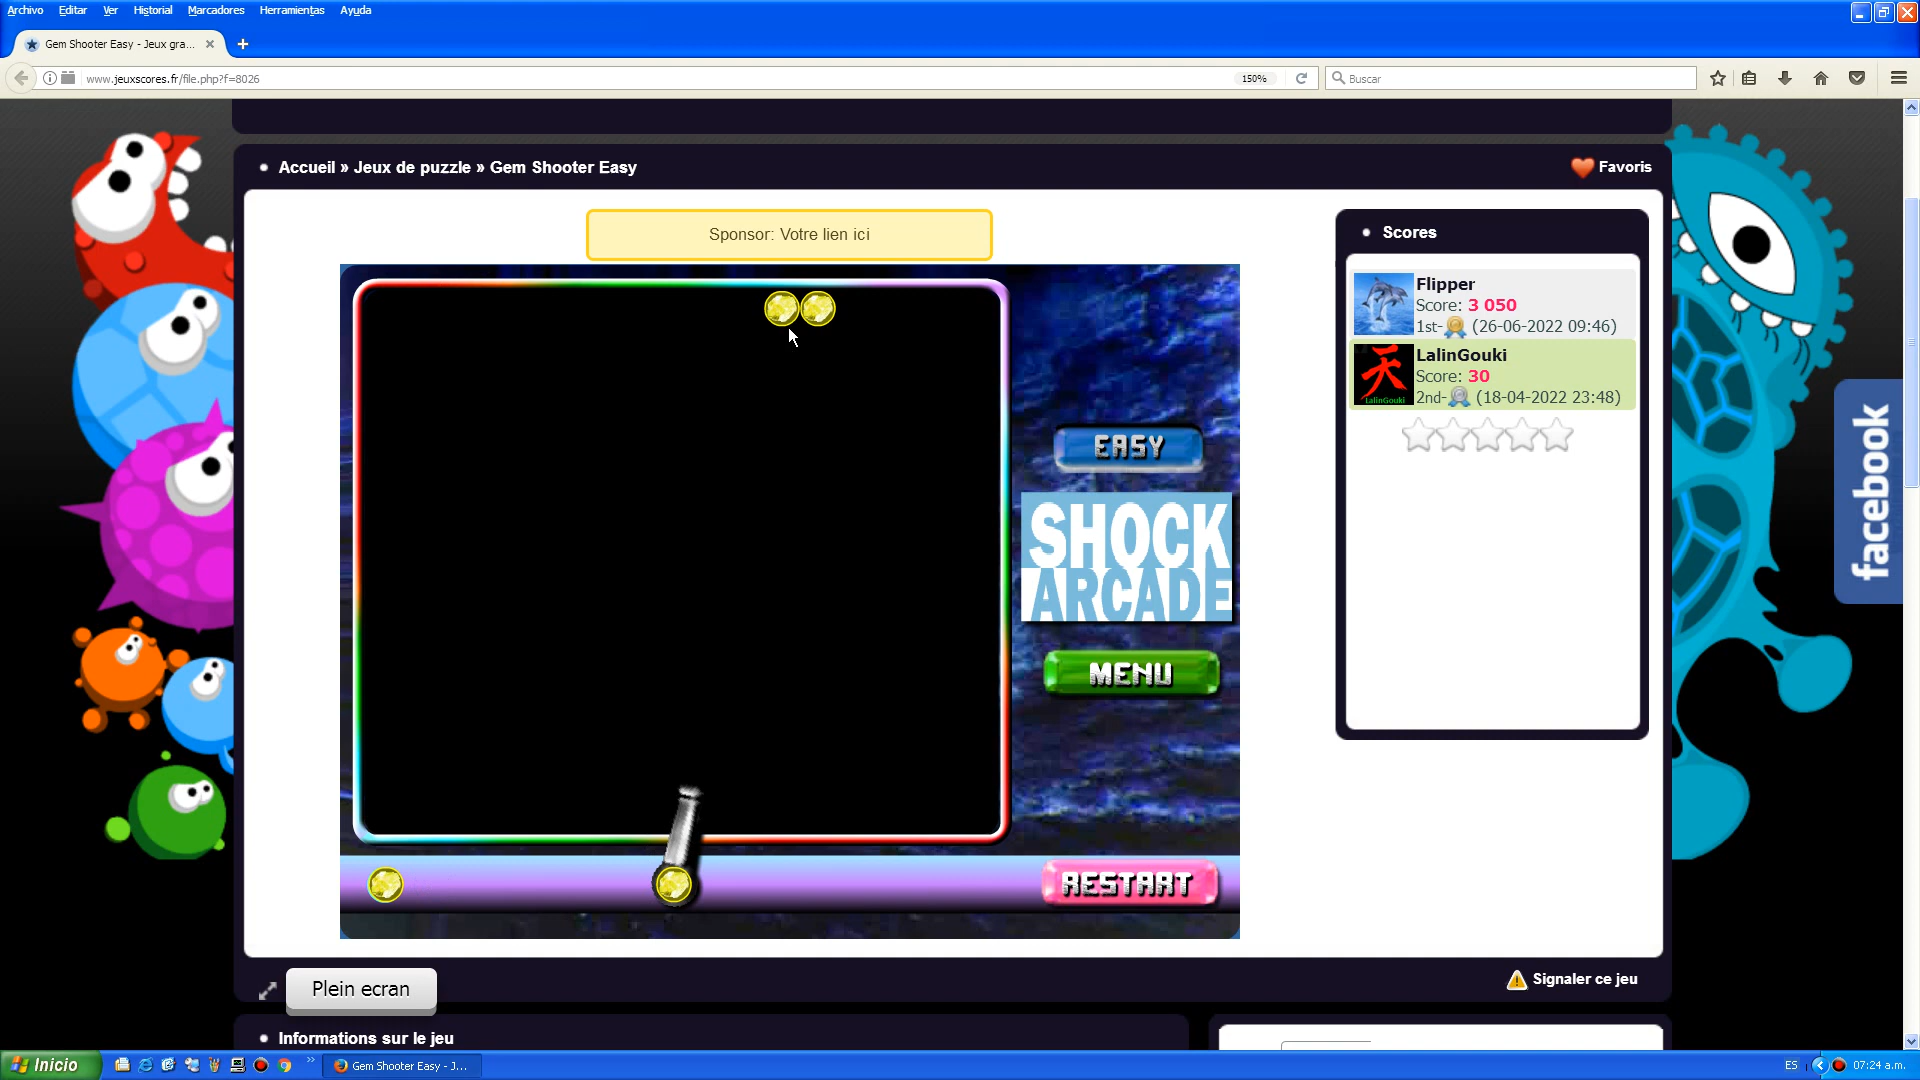 Archivo Editar Ver Historial Marcadores Herramientas Ayuda
Gem Shooter Easy - Jeux gra...
www.jeuxscores.fr/file.php?f=8026
150%
Buscar
Accueil » Jeux de puzzle » Gem Shooter Easy
Favoris
Sponsor: Votre lien ici
Scores
Flipper
Score: 3 050
1st- (26-06-2022 09:46)
天
LalinGouki
LalinGouki
Score: 30
2nd- (18-04-2022 23:48)
EASY
SHOCK
ARCADE
MENU
RESTART
facebook
Plein ecran
Signaler ce jeu
Informations sur le jeu
Inicio
Gem Shooter Easy - J...
ES
07:24 a.m.